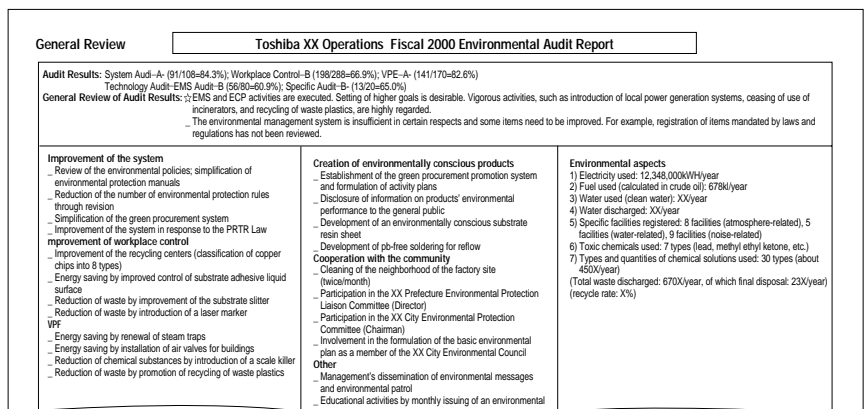 General Review
Toshiba XX Operations Fiscal 2000 Environmental Audit Report
Audit Results: System Audi–A- (91/108=84.3%); Workplace Control–B (198/288=66.9%); VPE–A- (141/170=82.6%)
Technology Audit–EMS Audit–B (56/80=60.9%); Specific Audit–B- (13/20=65.0%)
General Review of Audit Results: ☆EMS and ECP activities are executed. Setting of higher goals is desirable. Vigorous activities, such as introduction of local power generation systems, ceasing of use of
incinerators, and recycling of waste plastics, are highly regarded.
_ The environmental management system is insufficient in certain respects and some items need to be improved. For example, registration of items mandated by laws and
regulations has not been reviewed.
Improvement of the system
_ Review of the environmental policies; simplification of
environmental protection manuals
_ Reduction of the number of environmental protection rules
through revision
_ Simplification of the green procurement system
_ Improvement of the system in response to the PRTR Law
mprovement of workplace control
_ Improvement of the recycling centers (classification of copper
chips into 8 types)
_ Energy saving by improved control of substrate adhesive liquid
surface
_ Reduction of waste by improvement of the substrate slitter
_ Reduction of waste by introduction of a laser marker
VPF
_ Energy saving by renewal of steam traps
_ Energy saving by installation of air valves for buildings
_ Reduction of chemical substances by introduction of a scale killer
_ Reduction of waste by promotion of recycling of waste plastics
Creation of environmentally conscious products
_ Establishment of the green procurement promotion system
and formulation of activity plans
_ Disclosure of information on products' environmental
performance to the general public
_ Development of an environmentally conscious substrate
resin sheet
_ Development of pb-free soldering for reflow
Cooperation with the community
_ Cleaning of the neighborhood of the factory site
(twice/month)
_ Participation in the XX Prefecture Environmental Protection
Liaison Committee (Director)
_ Participation in the XX City Environmental Protection
Committee (Chairman)
_ Involvement in the formulation of the basic environmental
plan as a member of the XX City Environmental Council
Other
_ Management's dissemination of environmental messages
and environmental patrol
_ Educational activities by monthly issuing of an environmental
Environmental aspects
1) Electricity used: 12,348,000kWH/year
2) Fuel used (calculated in crude oil): 678kl/year
3) Water used (clean water): XX/year
4) Water discharged: XX/year
5) Specific facilities registered: 8 facilities (atmosphere-related), 5
facilities (water-related), 9 facilities (noise-related)
6) Toxic chemicals used: 7 types (lead, methyl ethyl ketone, etc.)
7) Types and quantities of chemical solutions used: 30 types (about
450X/year)
(Total waste discharged: 670X/year, of which final disposal: 23X/year)
(recycle rate: X%)